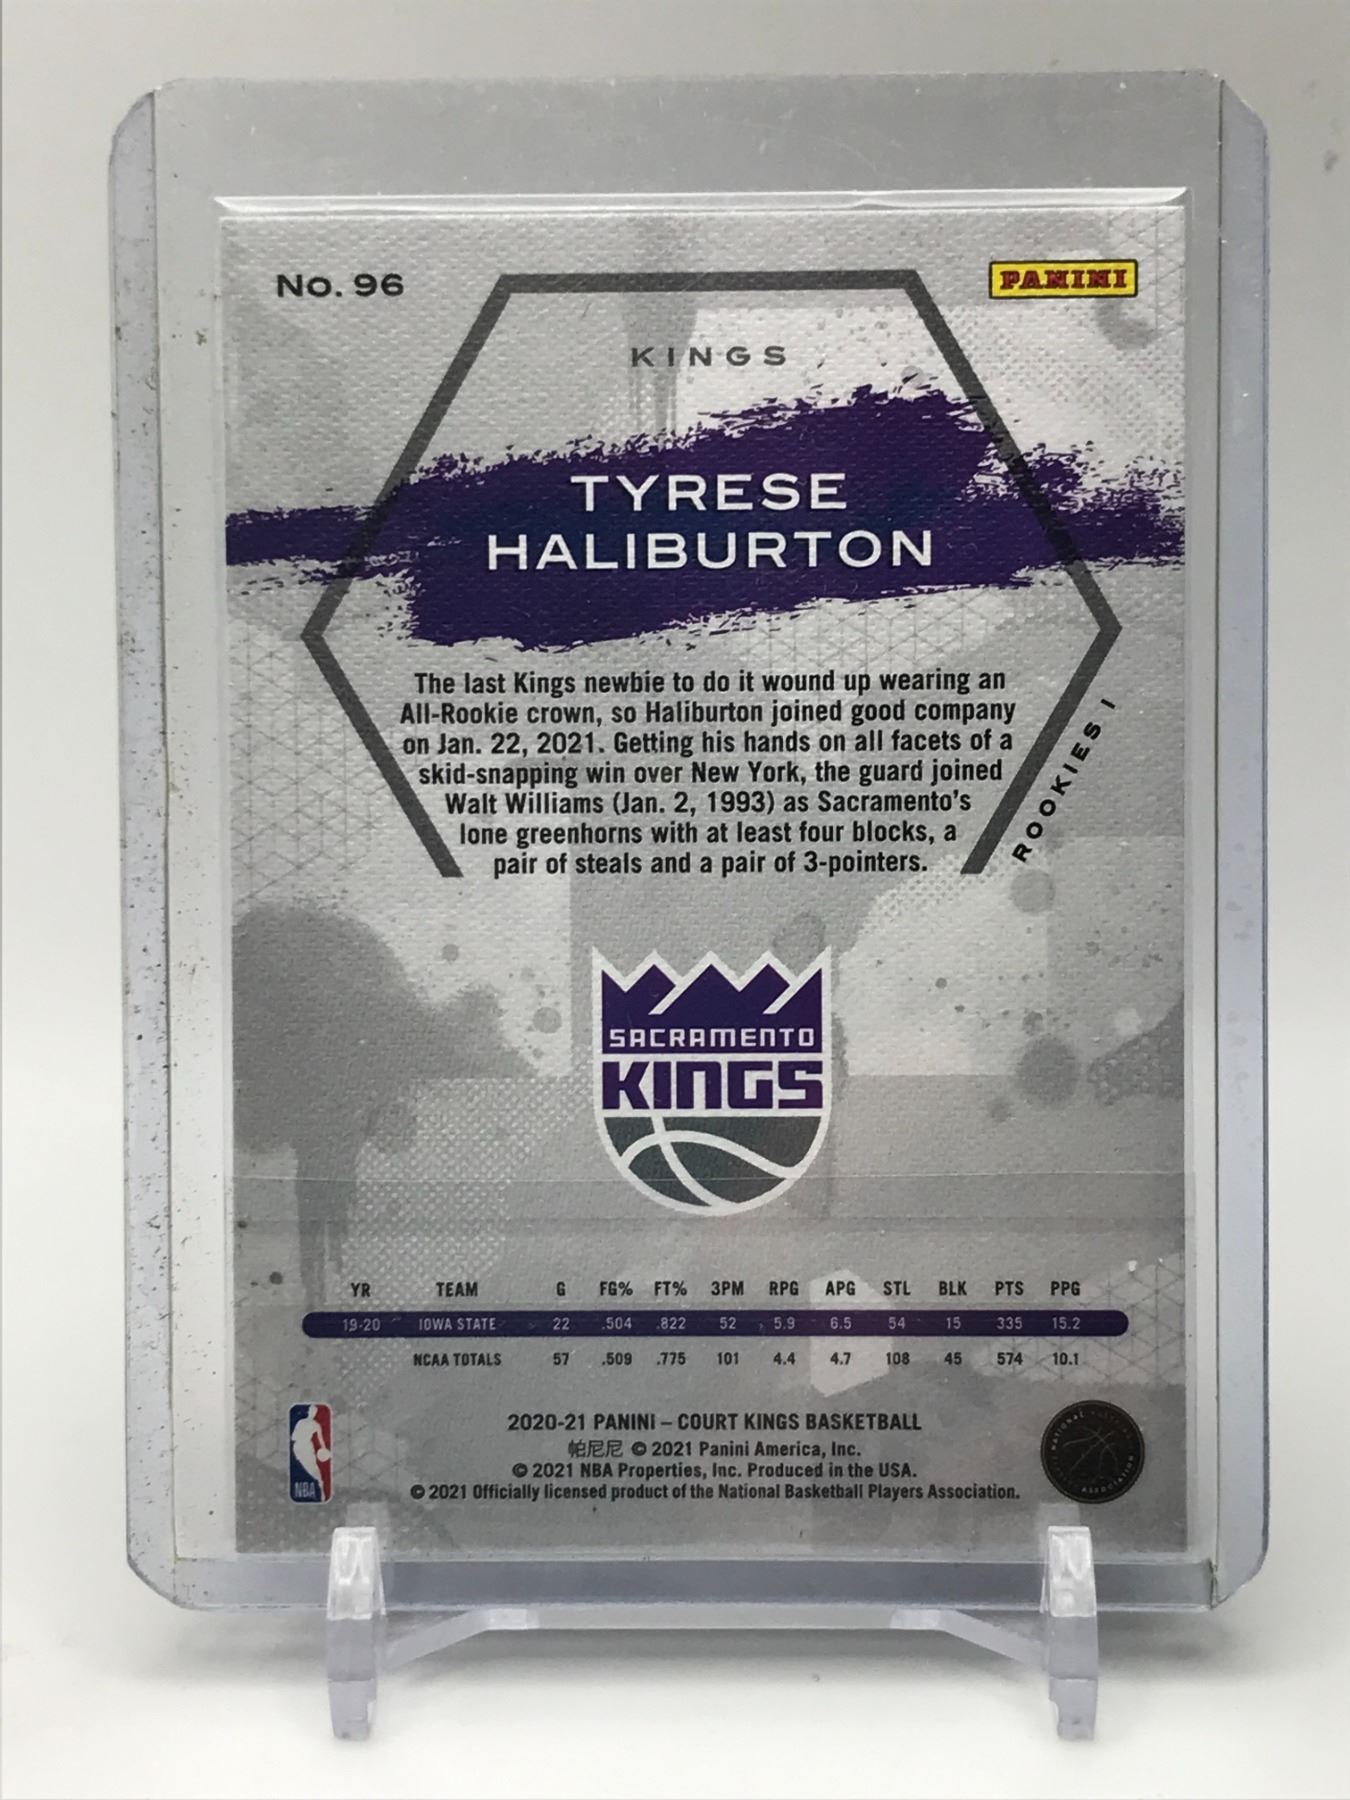 No. 96
PANINI
KINGS
TYRESE
HALIBURTON
The last Kings newbie to do it wound up wearing an
All-Rookie crown, so Haliburton joined good company
on Jan. 22, 2021. Getting his hands on all facets of a
skid-snapping win over New York, the guard joined
Walt Williams (Jan. 2, 1993) as Sacramento's
lone greenhorns with at least four blocks, a
pair of steals and a pair of 3-pointers.
ROOKIES I
SACRAMENTO
KINGS
YR TEAM G FG% FT% 3PM RPG APG STL BLK PTS PPG
19-20 IOWA STATE 22 .504 .822 52 5.9 6.5 54 15 335 15.2
NCAA TOTALS 57 .509 .775 101 4.4 4.7 108 45 574 10.1
2020-21 PANINI – COURT KINGS BASKETBALL
帕尼尼 © 2021 Panini America, Inc.
© 2021 NBA Properties, Inc. Produced in the USA.
© 2021 Officially licensed product of the National Basketball Players Association.
NBA
NATIONAL
ASSOCIATION